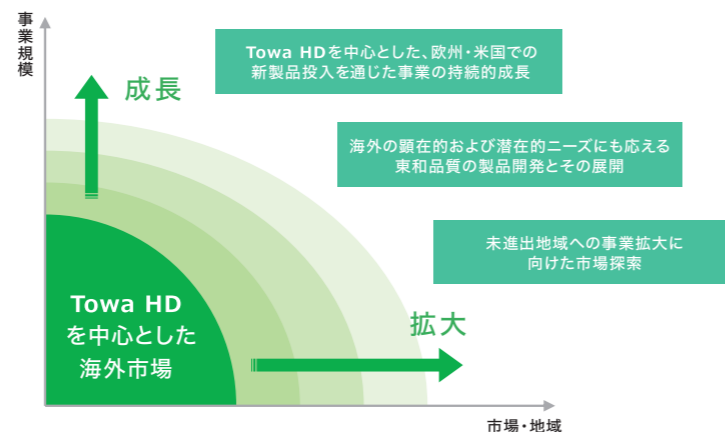 事業規模
成長
Towa HDを中心とした、欧州・米国での
新製品投入を通じた事業の持続的成長
海外の顕在的および潜在的ニーズにも応える
東和品質の製品開発とその展開
未進出地域への事業拡大に
向けた市場探索
Towa HD
を中心とした
海外市場
拡大
市場・地域